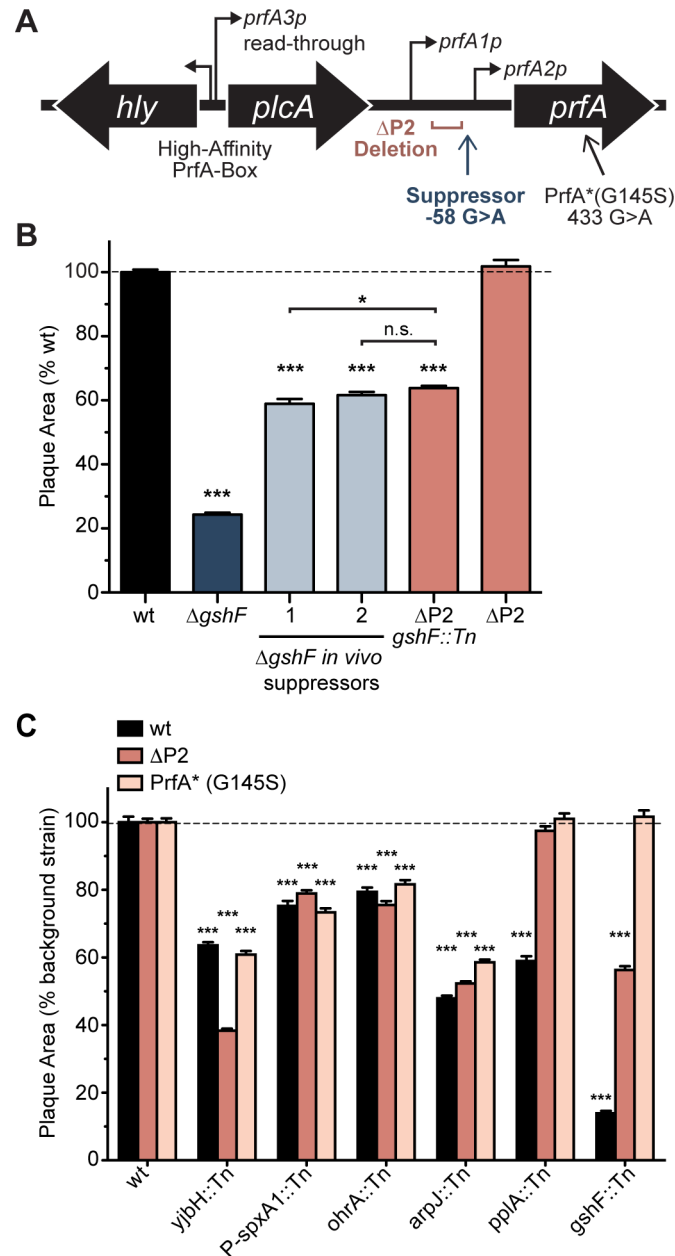 A
prfA3p
read-through
prfA1p
prfA2p
hly
plcA
prfA
High-Affinity
PrfA-Box
ΔP2
Deletion
Suppressor
-58 G>A
PrfA*(G145S)
433 G>A
B
Plaque Area (% wt)
100
80
60
40
20
0
*
n.s.
*** *** *** ***
wt ΔgshF 1 2 ΔP2 ΔP2
gshF::Tn
ΔgshF in vivo
suppressors
C
wt
ΔP2
PrfA* (G145S)
Plaque Area (% background strain)
100
80
60
40
20
0
*** *** ***
*** *** ***
*** *** ***
*** *** ***
***
*** ***
wt
yjbH::Tn
P-spxA1::Tn
ohrA::Tn
arpJ::Tn
pplA::Tn
gshF::Tn